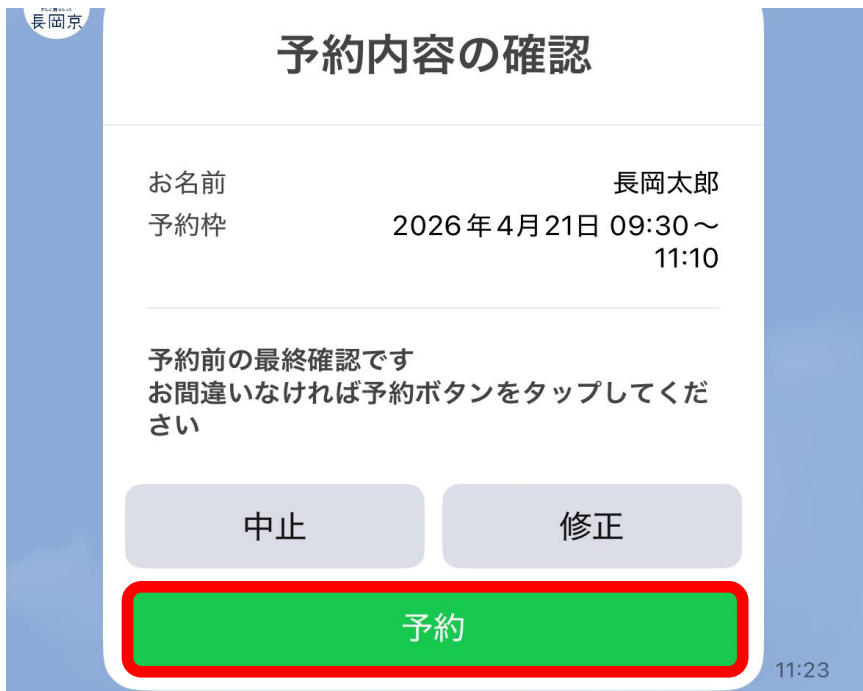 長岡京
予約内容の確認
お名前 長岡太郎
予約枠 2026年4月21日 09:30～
11:10
予約前の最終確認です
お間違いなければ予約ボタンをタップしてくだ
さい
中止 修正
予約
11:23